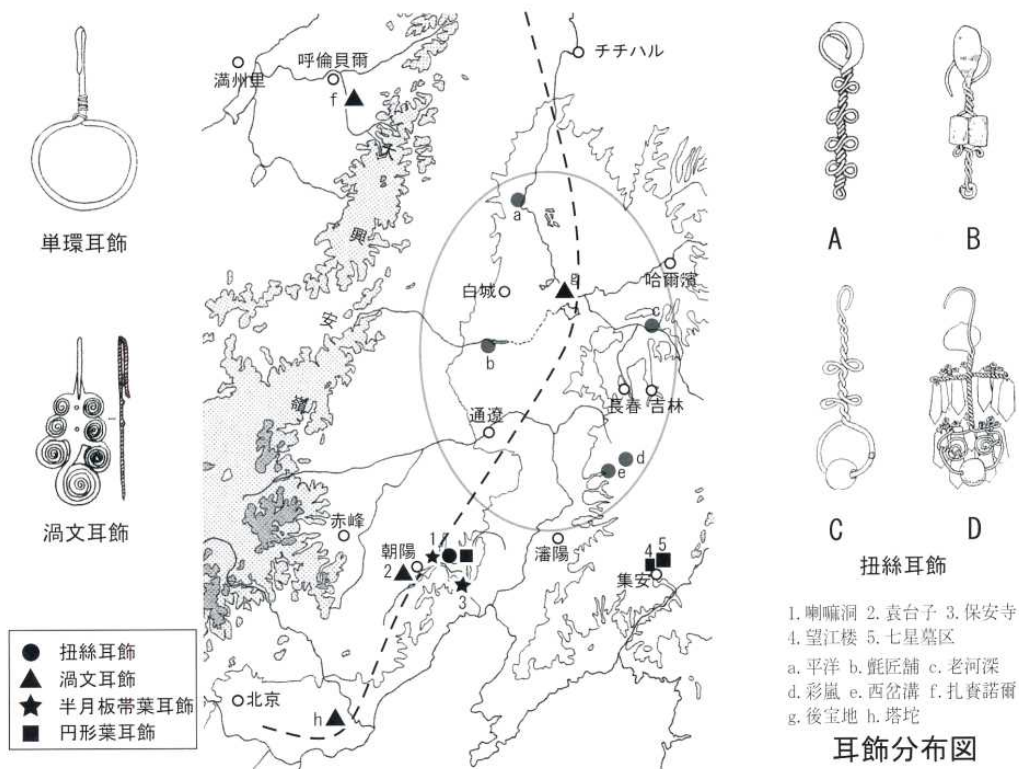 単環耳飾
渦文耳飾
扭絲耳飾
渦文耳飾
半月板帯葉耳飾
円形葉耳飾
チチハル
呼倫貝爾
満州里
f
大
興
安
嶺
a
白城
g
哈爾濱
c
b
長春 吉林
通遼
d
e
赤峰
瀋陽
朝陽
1
2
3
4 5
集安
北京
h
A
B
C
D
扭絲耳飾
1.喇嘛洞 2.袁台子 3.保安寺
4.望江楼 5.七星墓区
a.平洋 b.氈匠舗 c.老河深
d.彩嵐 e.西岔溝 f.扎賚諾爾
g.後宝地 h.塔坨
耳飾分布図